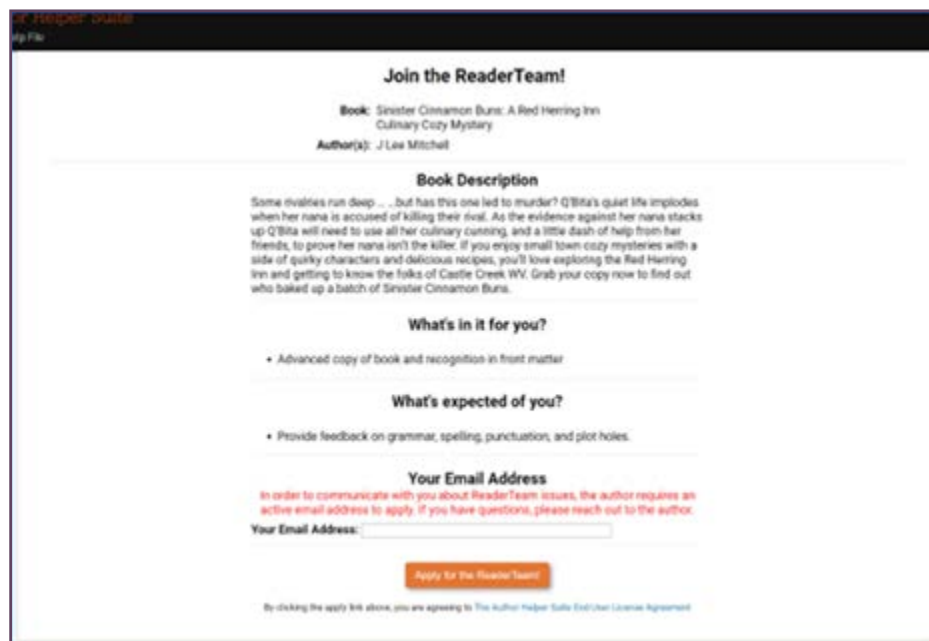 or Helper Suite
elp File
Join the ReaderTeam!
Book: Sinister Cinnamon Buns: A Red Herring Inn
Culinary Cozy Mystery
Author(s): J Lee Mitchell
Book Description
Some rivalries run deep ... ...but has this one led to murder? Q'Bita's quiet life implodes
when her nana is accused of killing their rival. As the evidence against her nana stacks
up Q'Bita will need to use all her culinary cunning, and a little dash of help from her
friends, to prove her nana isn't the killer. If you enjoy small town cozy mysteries with a
side of quirky characters and delicious recipes, you'll love exploring the Red Herring
Inn and getting to know the folks of Castle Creek WV. Grab your copy now to find out
who baked up a batch of Sinister Cinnamon Buns.
What's in it for you?
• Advanced copy of book and recognition in front matter
What's expected of you?
• Provide feedback on grammar, spelling, punctuation, and plot holes.
Your Email Address
In order to communicate with you about ReaderTeam issues, the author requires an
active email address to apply. If you have questions, please reach out to the author.
Your Email Address:
Apply for the ReaderTeam!
By clicking the apply link above, you are agreeing to The Author Helper Suite End User License Agreement